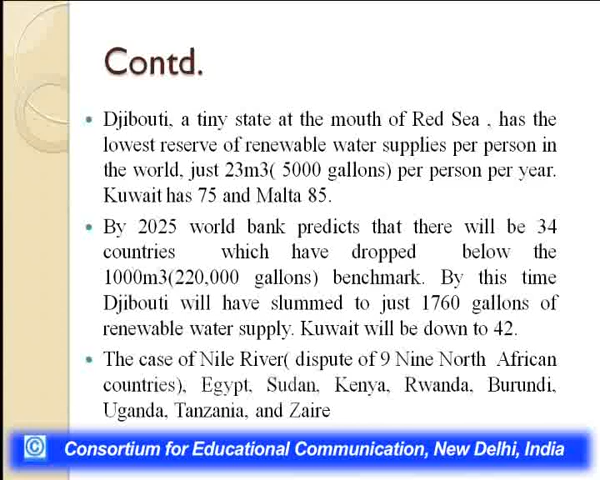 Contd.
Djibouti, a tiny state at the mouth of Red Sea , has the
lowest reserve of renewable water supplies per person in
the world, just 23m3( 5000 gallons) per person per year.
Kuwait has 75 and Malta 85.
By 2025 world bank predicts that there will be 34
countries which have dropped below the
1000m3(220,000 gallons) benchmark. By this time
Djibouti will have slummed to just 1760 gallons of
renewable water supply. Kuwait will be down to 42.
The case of Nile River( dispute of 9 Nine North African
countries), Egypt, Sudan, Kenya, Rwanda, Burundi,
Uganda, Tanzania, and Zaire
© Consortium for Educational Communication, New Delhi, India